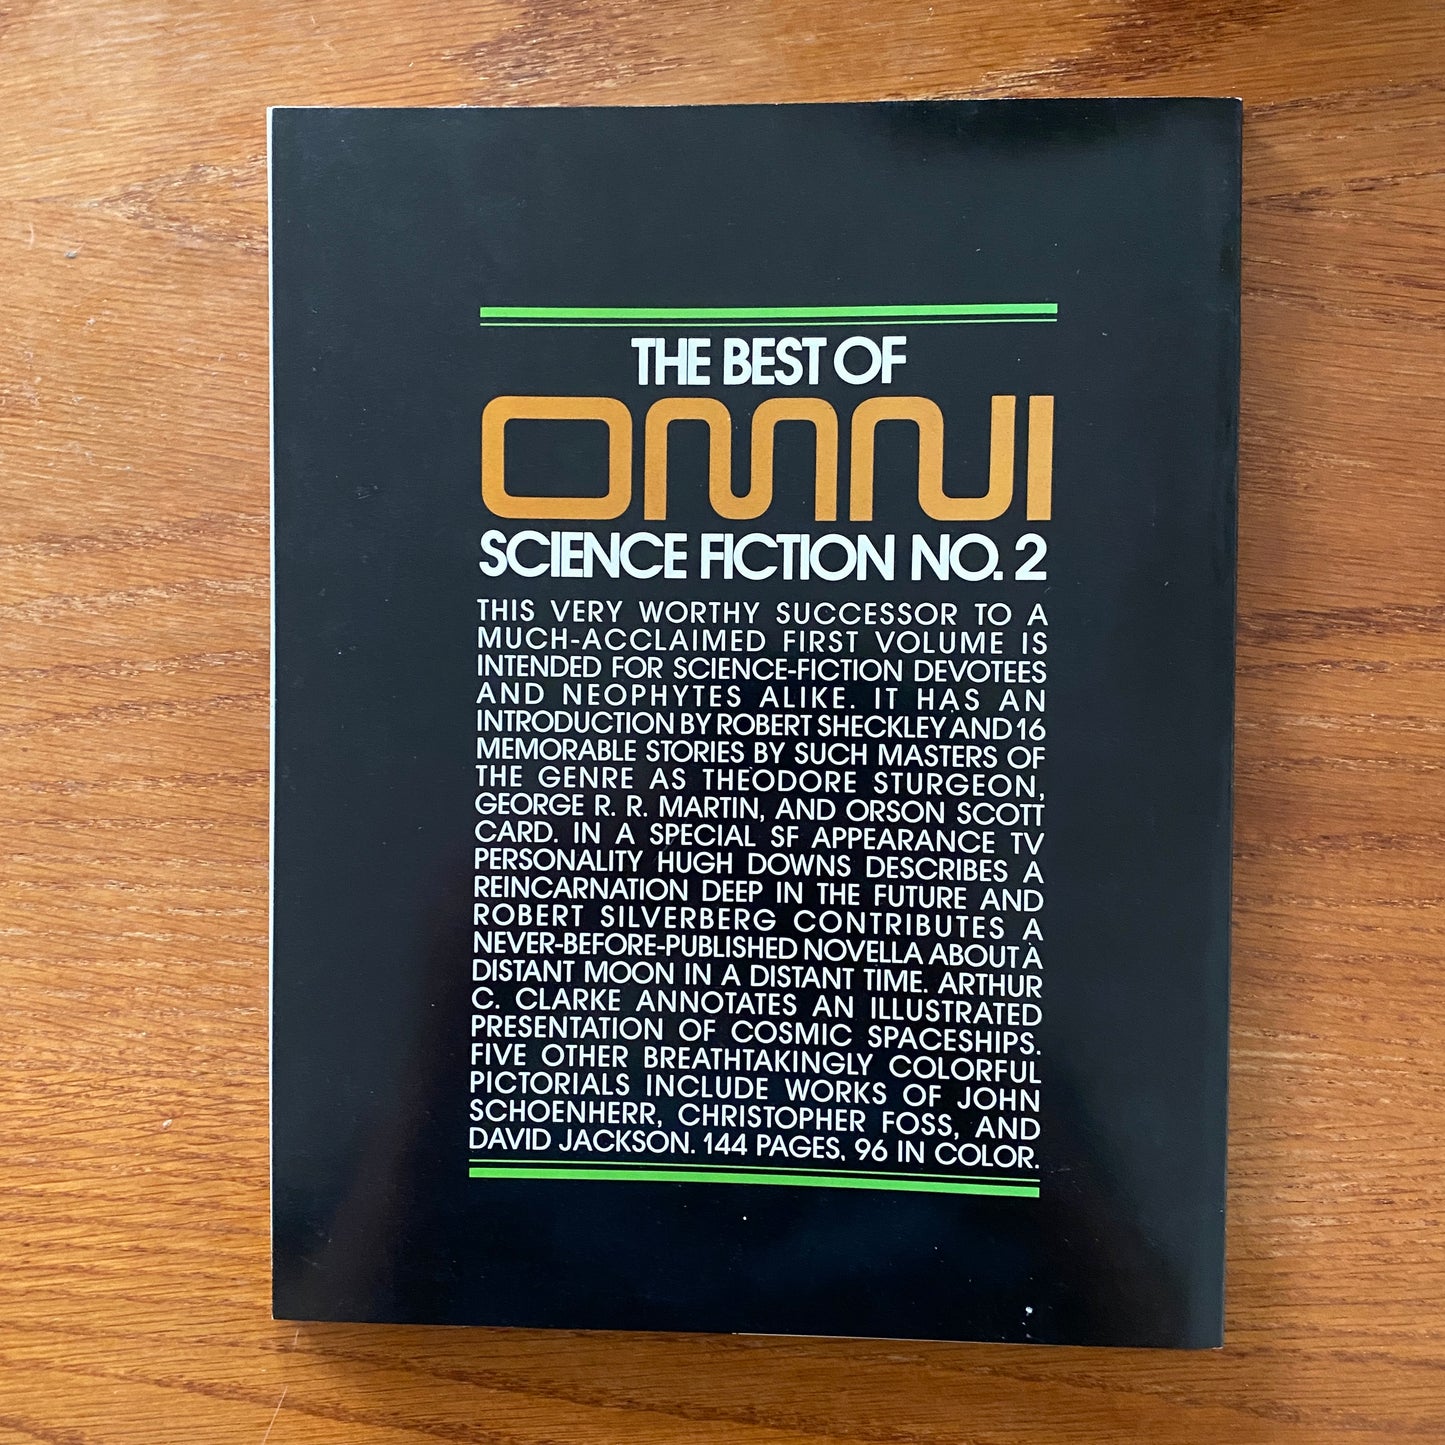 THE BEST OF
OMNI
SCIENCE FICTION NO. 2
THIS VERY WORTHY SUCCESSOR TO A
MUCH-ACCLAIMED FIRST VOLUME IS
INTENDED FOR SCIENCE-FICTION DEVOTEES
AND NEOPHYTES ALIKE. IT HAS AN
INTRODUCTION BY ROBERT SHECKLEY AND 16
MEMORABLE STORIES BY SUCH MASTERS OF
THE GENRE AS THEODORE STURGEON,
GEORGE R. R. MARTIN, AND ORSON SCOTT
CARD. IN A SPECIAL SF APPEARANCE TV
PERSONALITY HUGH DOWNS DESCRIBES A
REINCARNATION DEEP IN THE FUTURE AND
ROBERT SILVERBERG CONTRIBUTES A
NEVER-BEFORE-PUBLISHED NOVELLA ABOUT A
DISTANT MOON IN A DISTANT TIME. ARTHUR
C. CLARKE ANNOTATES AN ILLUSTRATED
PRESENTATION OF COSMIC SPACESHIPS.
FIVE OTHER BREATHTAKINGLY COLORFUL
PICTORIALS INCLUDE WORKS OF JOHN
SCHOENHERR, CHRISTOPHER FOSS, AND
DAVID JACKSON. 144 PAGES, 96 IN COLOR.